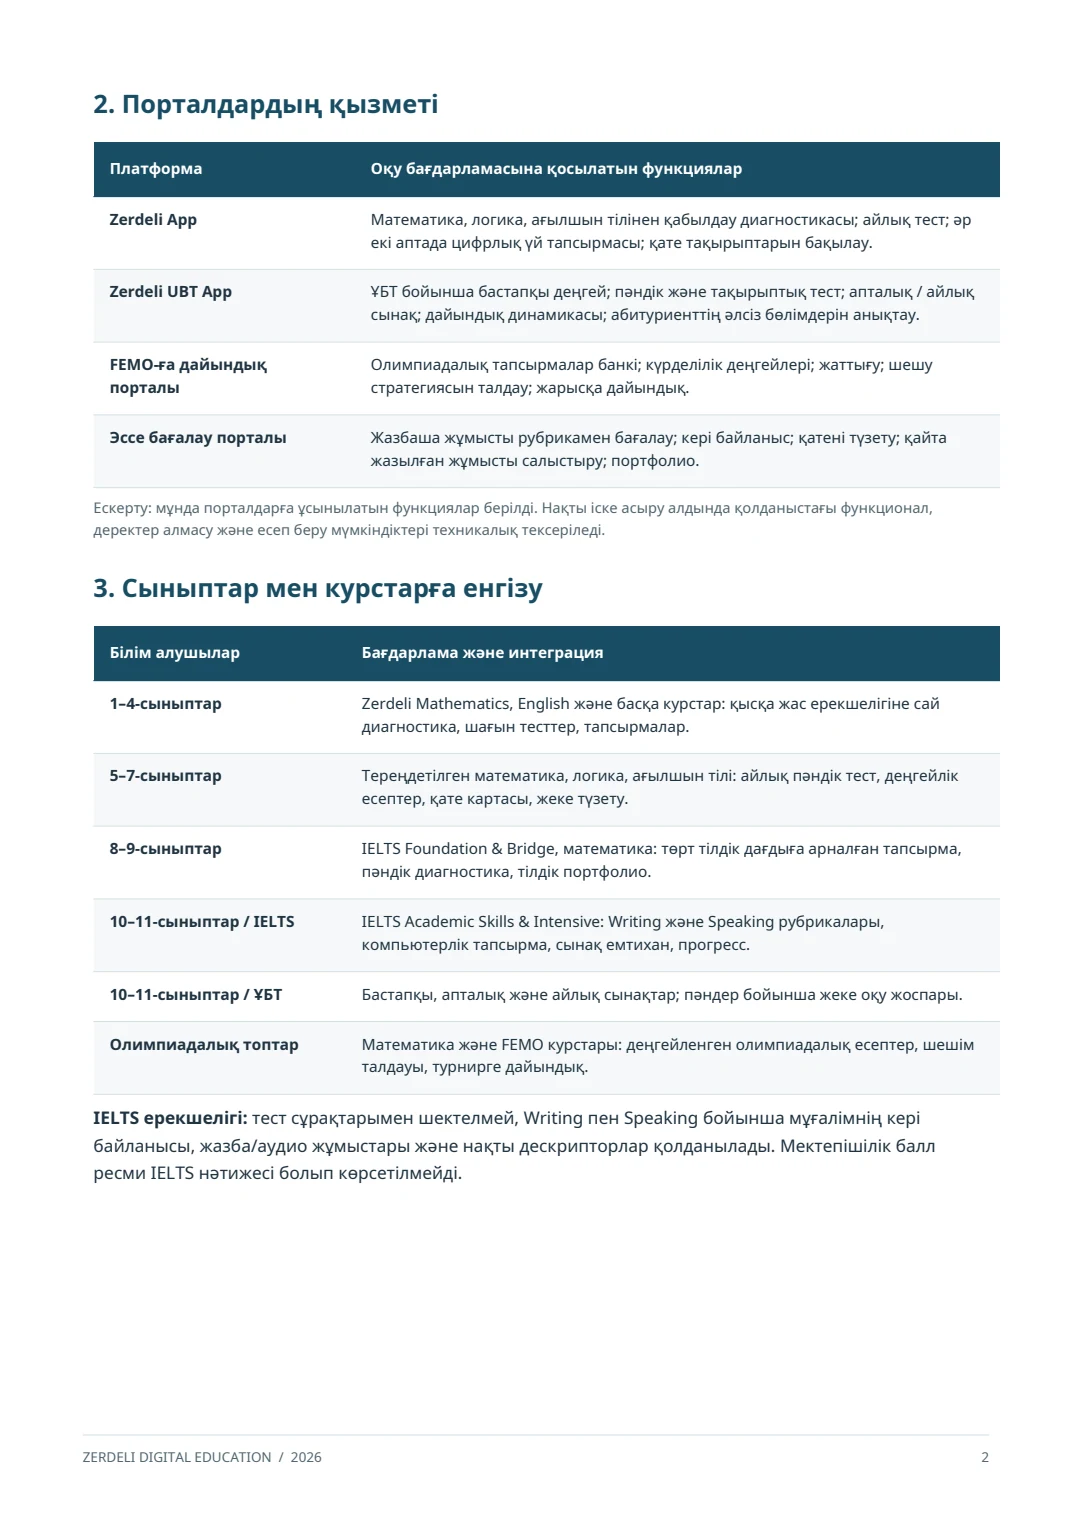 2. Порталдардың қызметі
Платформа
Оқу бағдарламасына қосылатын функциялар
Zerdeli App
Математика, логика, ағылшын тілінен қабылдау диагностикасы; айлық тест; әр
екі аптада цифрлық үй тапсырмасы; қате тақырыптарын бақылау.
Zerdeli UBT App
ҰБТ бойынша бастапқы деңгей; пәндік және тақырыптық тест; апталық / айлық
сынақ; дайындық динамикасы; абитуриенттің әлсіз бөлімдерін анықтау.
FEMO-ға дайындық
порталы
Олимпиадалық тапсырмалар банкі; күрделілік деңгейлері; жаттығу; шешу
стратегиясын талдау; жарысқа дайындық.
Эссе бағалау порталы
Жазбаша жұмысты рубрикамен бағалау; кері байланыс; қатені түзету; қайта
жазылған жұмысты салыстыру; портфолио.
Ескерту: мұнда порталдарға ұсынылатын функциялар берілді. Нақты іске асыру алдында қолданыстағы функционал,
деректер алмасу және есеп беру мүмкіндіктері техникалық тексеріледі.
3. Сыныптар мен курстарға енгізу
Білім алушылар
Бағдарлама және интеграция
1–4-сыныптар
Zerdeli Mathematics, English және басқа курстар: қысқа жас ерекшелігіне сай
диагностика, шағын тесттер, тапсырмалар.
5–7-сыныптар
Тереңдетілген математика, логика, ағылшын тілі: айлық пәндік тест, деңгейлік
есептер, қате картасы, жеке түзету.
8–9-сыныптар
IELTS Foundation & Bridge, математика: төрт тілдік дағдыға арналған тапсырма,
пәндік диагностика, тілдік портфолио.
10–11-сыныптар / IELTS
IELTS Academic Skills & Intensive: Writing және Speaking рубрикалары,
компьютерлік тапсырма, сынақ емтихан, прогресс.
10–11-сыныптар / ҰБТ
Бастапқы, апталық және айлық сынақтар; пәндер бойынша жеке оқу жоспары.
Олимпиадалық топтар
Математика және FEMO курстары: деңгейленген олимпиадалық есептер, шешім
талдауы, турнирге дайындық.
IELTS ерекшелігі: тест сұрақтарымен шектелмей, Writing пен Speaking бойынша мұғалімнің кері
байланысы, жазба/аудио жұмыстары және нақты дескрипторлар қолданылады. Мектепішілік балл
ресми IELTS нәтижесі болып көрсетілмейді.
ZERDELI DIGITAL EDUCATION / 2026
2